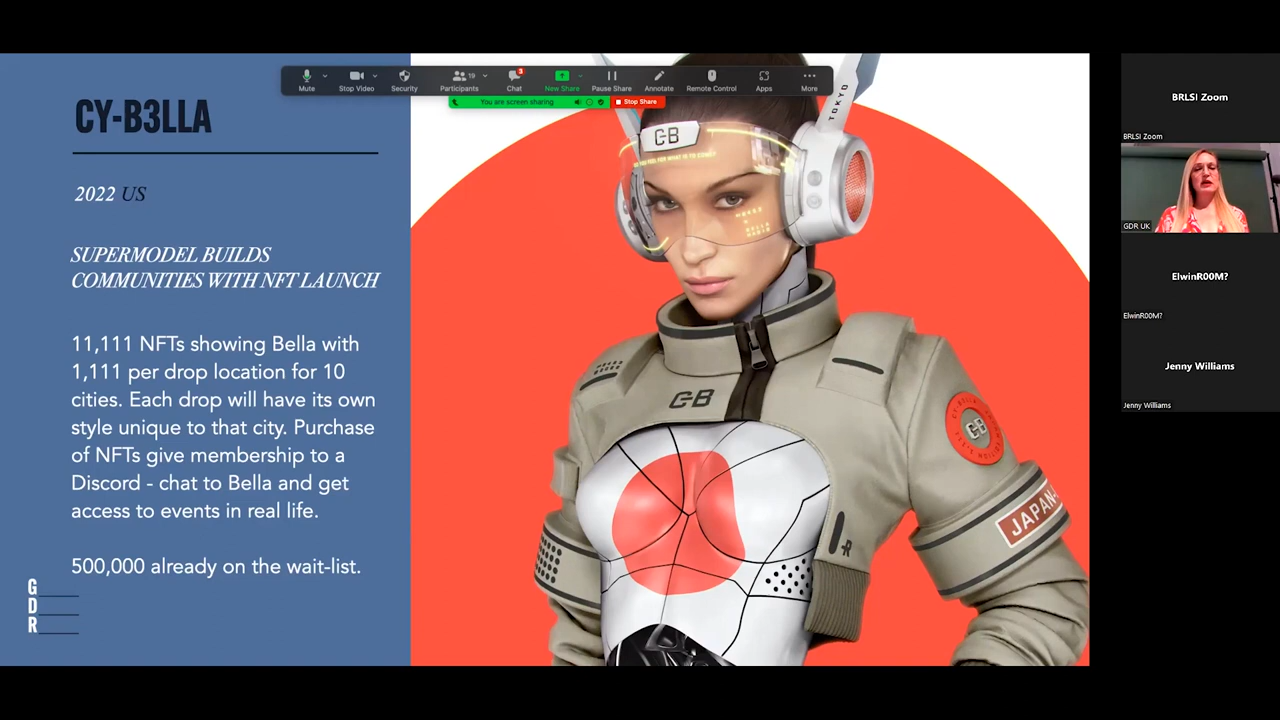 CY-B3LLA
2022 US
SUPERMODEL BUILDS
COMMUNITIES WITH NFT LAUNCH
11,111 NFTs showing Bella with
1,111 per drop location for 10
cities. Each drop will have its own
style unique to that city. Purchase
of NFTs give membership to a
Discord - chat to Bella and get
access to events in real life.
500,000 already on the wait-list.
G
D
R
Mute
Stop Video
Security
19
Participants
3
Chat
New Share
Pause Share
Annotate
Remote Control
Apps
More
You are screen sharing
Stop Share
TOKYO
C-B
C-B
C-B
JAPAN
-R
BRLSI Zoom
BRLSI Zoom
GDR UK
ElwinR00M?
ElwinR00M?
Jenny Williams
Jenny Williams